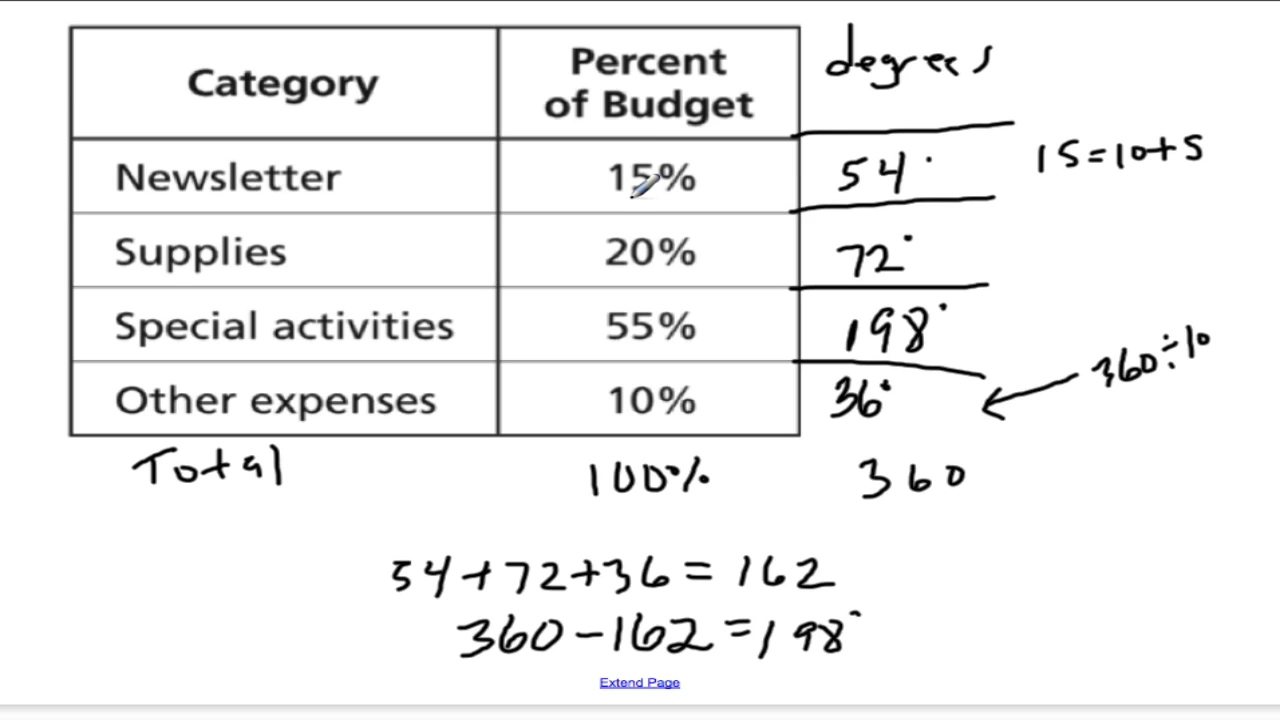 Category Percent of Budget degrees
Newsletter 15% 54° 15=10+5
Supplies 20% 72°
Special activities 55% 198°
Other expenses 10% 36° 360÷10
Total 100% 360
54+72+36=162
360-162=198°
Extend Page